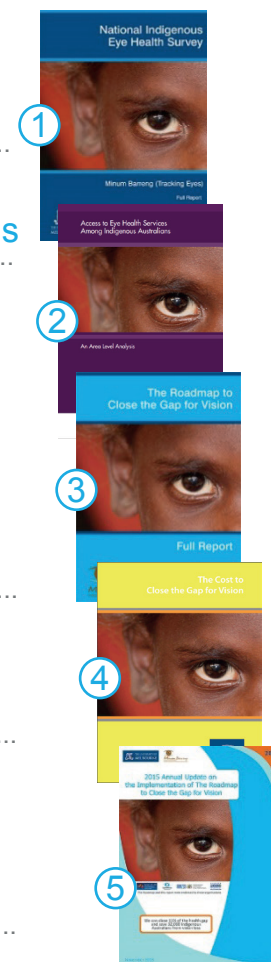 National Indigenous
Eye Health Survey
1
...
Minum Barreng (Tracking Eyes)
Full Report
s
...
Access to Eye Health Services
Among Indigenous Australians
2
An Area Level Analysis
The Roadmap to
Close the Gap for Vision
3
Full Report
...
The Cost to
Close the Gap for Vision
4
...
2015 Annual Update on
the Implementation of The Roadmap
to Close the Gap for Vision
5
...